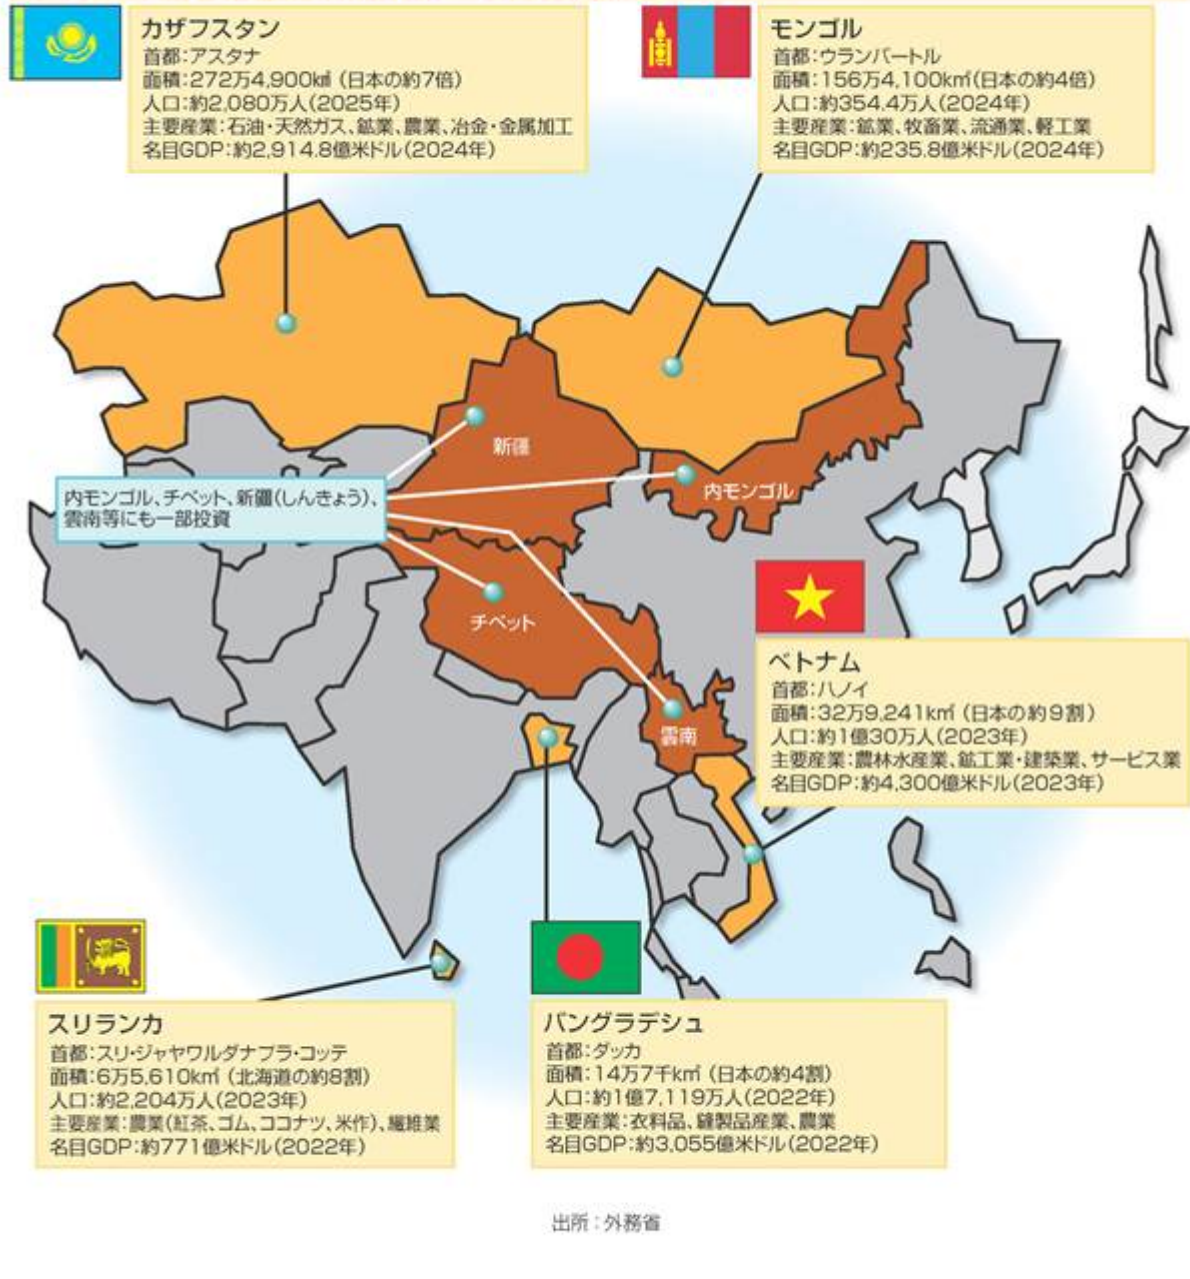 カザフスタン
首都:アスタナ
面積:272万4,900㎢ (日本の約7倍)
人口:約2,080万人(2025年)
主要産業:石油・天然ガス、鉱業、農業、冶金・金属加工
名目GDP:約2,914.8億米ドル(2024年)
モンゴル
首都:ウランバートル
面積:156万4,100k㎡(日本の約4倍)
人口:約354.4万人(2024年)
主要産業:鉱業、牧畜業、流通業、軽工業
名目GDP:約235.8億米ドル(2024年)
新疆
内モンゴル
内モンゴル、チベット、新疆(しんきょう)、
雲南等にも一部投資
チベット
雲南
ベトナム
首都:ハノイ
面積:32万9,241k㎡ (日本の約9割)
人口:約1億30万人(2023年)
主要産業:農林水産業、鉱工業・建築業、サービス業
名目GDP:約4,300億米ドル(2023年)
スリランカ
首都:スリ・ジャヤワルダナプラ・コッテ
面積:6万5,610k㎡ (北海道の約8割)
人口:約2,204万人(2023年)
主要産業:農業(紅茶、ゴム、ココナツ、米作)、繊維業
名目GDP:約771億米ドル(2022年)
バングラデシュ
首都:ダッカ
面積:14万7千k㎡ (日本の約4割)
人口:約1億7,119万人(2022年)
主要産業:衣料品、縫製品産業、農業
名目GDP:約3,055億米ドル(2022年)
出所:外務省